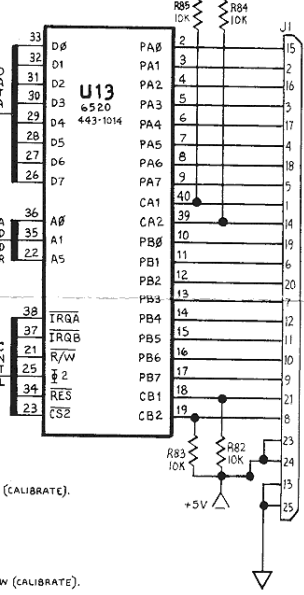 R85 10K R84 10K
J1
33 DØ PAØ 2 15
32 D1 PA1 3 2
31 D2 PA2 4 16
30 D3 PA3 5 3
29 D4 PA4 6 17
28 D5 PA5 7 4
27 D6 PA6 8 18
26 D7 PA7 9 5
U13
6520
443-1014
CA1 40 1
36 AØ CA2 39 14
35 A1 PBØ 10 19
22 A5 PB1 11 6
PB2 12 20
PB3 13 7
38 IRQA PB4 14 12
37 IRQB PB5 15 11
21 R/W PB6 16 10
25 Φ2 PB7 17 9
34 RES CB1 18 21
23 CS2 CB2 19 8
R83 10K R82 10K
23
24
13
25
+5V
(CALIBRATE).
W (CALIBRATE).